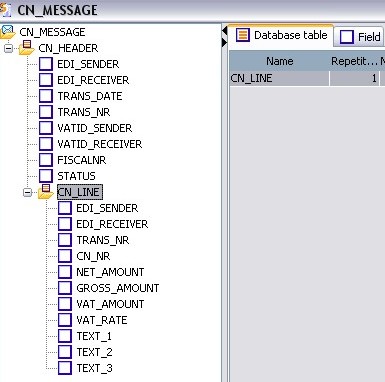 CN_MESSAGE
CN_MESSAGE
CN_HEADER
EDI_SENDER
EDI_RECEIVER
TRANS_DATE
TRANS_NR
VATID_SENDER
VATID_RECEIVER
FISCALNR
STATUS
CN_LINE
EDI_SENDER
EDI_RECEIVER
TRANS_NR
CN_NR
NET_AMOUNT
GROSS_AMOUNT
VAT_AMOUNT
VAT_RATE
TEXT_1
TEXT_2
TEXT_3
Database table Field
Name Repetit...
CN_LINE 1